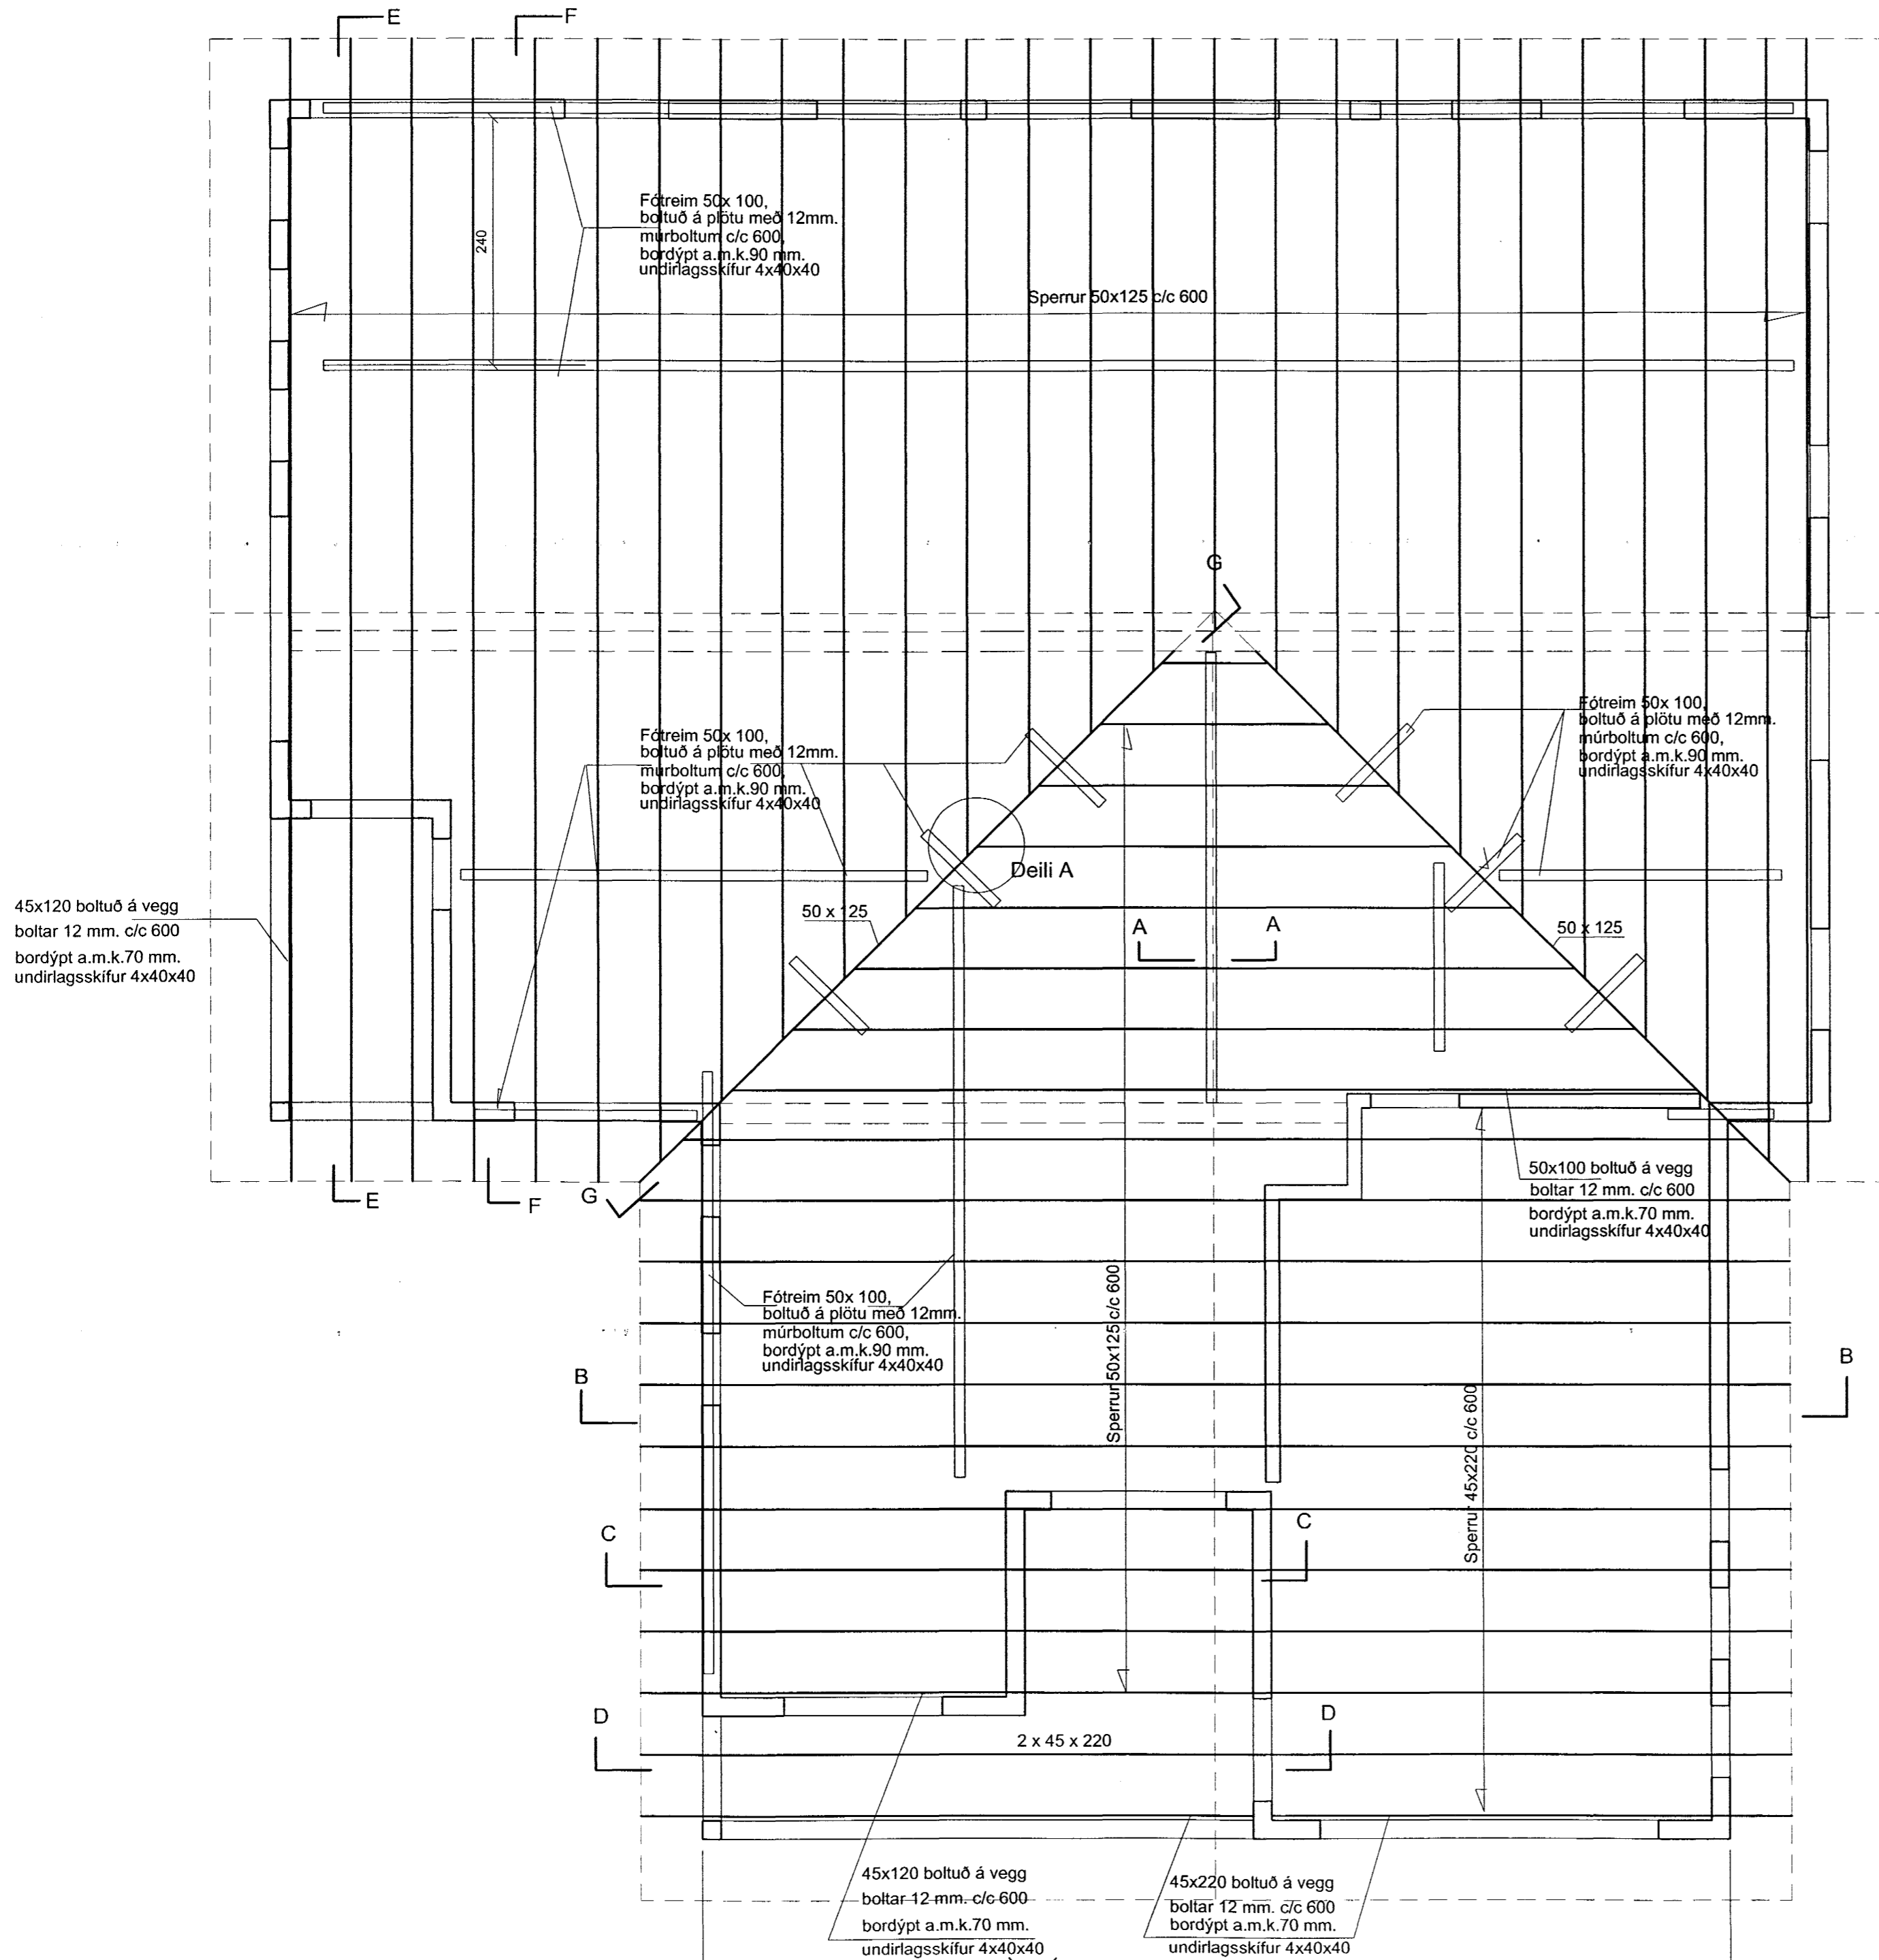 E
F
Fótreim 50x 100,
boltuð á plötu með 12mm.
múrboltum c/c 600,
bordýpt a.m.k.90 mm.
undirlagsskífur 4x40x40
240
Sperrur 50x125 c/c 600
G
Fótreim 50x 100,
boltuð á plötu með 12mm.
múrboltum c/c 600,
bordýpt a.m.k.90 mm.
undirlagsskífur 4x40x40
Fótreim 50x 100,
boltuð á plötu með 12mm.
múrboltum c/c 600,
bordýpt a.m.k.90 mm.
undirlagsskífur 4x40x40
Deili A
45x120 boltuð á vegg
boltar 12 mm. c/c 600
bordýpt a.m.k.70 mm.
undirlagsskífur 4x40x40
50 x 125
A
A
50 x 125
E
F
G
50x100 boltuð á vegg
boltar 12 mm. c/c 600
bordýpt a.m.k.70 mm.
undirlagsskífur 4x40x40
Fótreim 50x 100,
boltuð á plötu með 12mm.
múrboltum c/c 600,
bordýpt a.m.k.90 mm.
undirlagsskífur 4x40x40
Sperrur 50x125 c/c 600
Sperrur 45x220 c/c 600
B
B
C
C
D
D
2 x 45 x 220
45x120 boltuð á vegg
boltar 12 mm. c/c 600
bordýpt a.m.k.70 mm.
undirlagsskífur 4x40x40
45x220 boltuð á vegg
boltar 12 mm. c/c 600
bordýpt a.m.k.70 mm.
undirlagsskífur 4x40x40